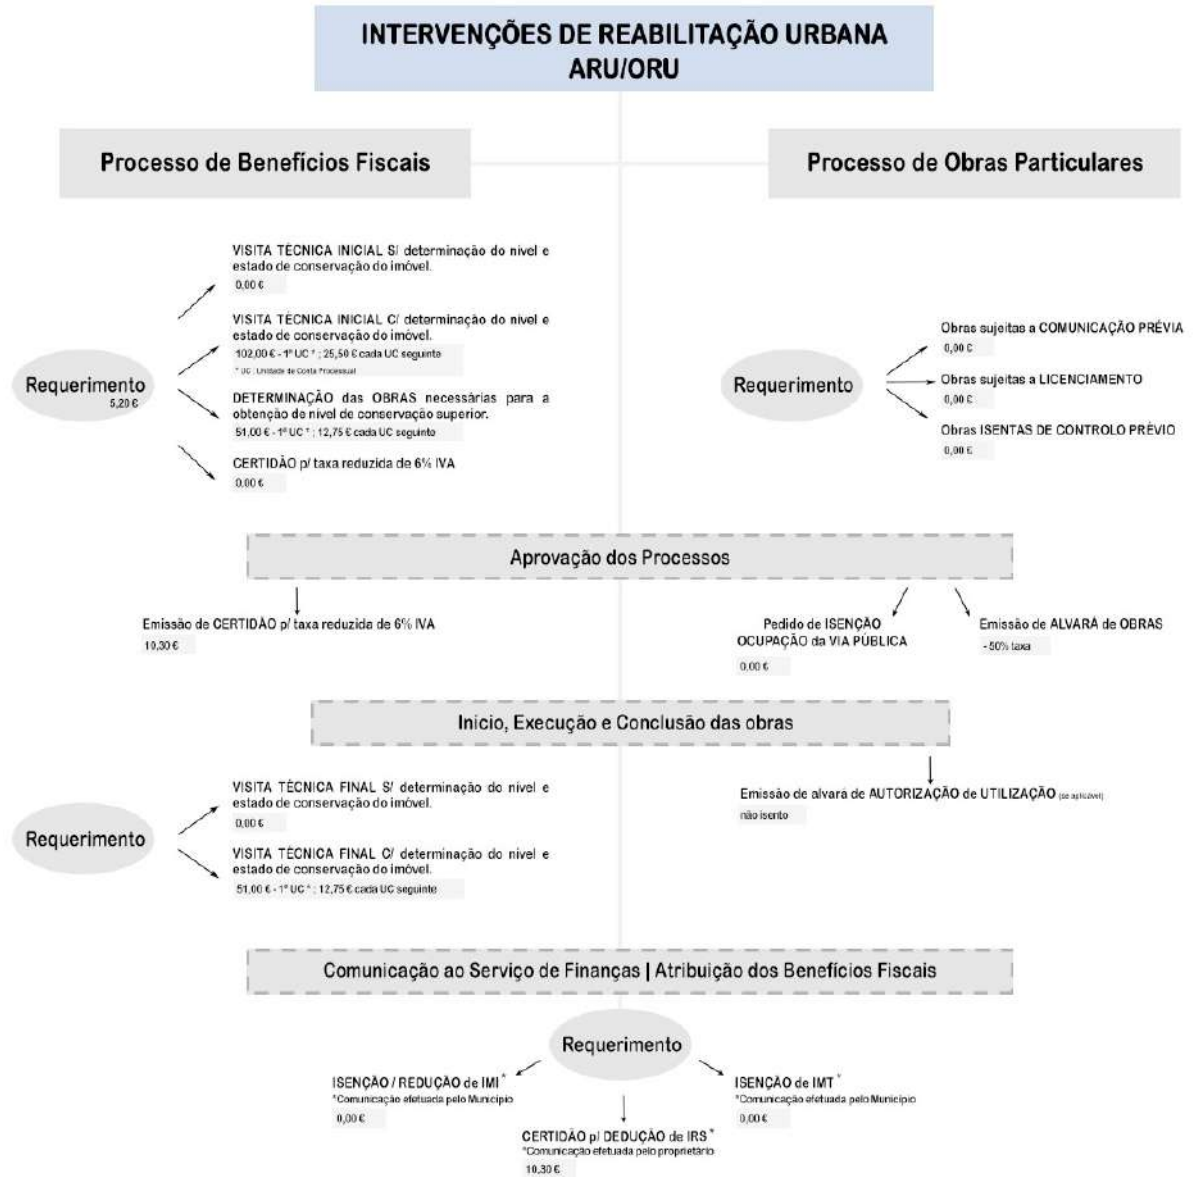 INTERVENÇÕES DE REABILITAÇÃO URBANA
ARU/ORU
Processo de Benefícios Fiscais
Processo de Obras Particulares
VISITA TÉCNICA INICIAL S/ determinação do nível e
estado de conservação do imóvel.
0,00 €
VISITA TÉCNICA INICIAL C/ determinação do nível e
estado de conservação do imóvel.
102,00 € - 1ª UC * ; 25,50 € cada UC seguinte
* UC : Unidade de Conta Processual
Requerimento
5,20 €
DETERMINAÇÃO das OBRAS necessárias para a
obtenção de nível de conservação superior.
51,00 € - 1ª UC * ; 12,75 € cada UC seguinte
CERTIDÃO p/ taxa reduzida de 6% IVA
0,00 €
Requerimento
Obras sujeitas a COMUNICAÇÃO PRÉVIA
0,00 €
Obras sujeitas a LICENCIAMENTO
0,00 €
Obras ISENTAS DE CONTROLO PRÉVIO
0,00 €
Aprovação dos Processos
Emissão de CERTIDÃO p/ taxa reduzida de 6% IVA
10,30 €
Pedido de ISENÇÃO
OCUPAÇÃO da VIA PÚBLICA
0,00 €
Emissão de ALVARÁ de OBRAS
- 50% taxa
Início, Execução e Conclusão das obras
Requerimento
VISITA TÉCNICA FINAL S/ determinação do nível e
estado de conservação do imóvel.
0,00 €
VISITA TÉCNICA FINAL C/ determinação do nível e
estado de conservação do imóvel.
51,00 € - 1ª UC * ; 12,75 € cada UC seguinte
Emissão de alvará de AUTORIZAÇÃO de UTILIZAÇÃO (se aplicável)
não isento
Comunicação ao Serviço de Finanças | Atribuição dos Benefícios Fiscais
Requerimento
ISENÇÃO / REDUÇÃO de IMI *
*Comunicação efetuada pelo Município
0,00 €
ISENÇÃO de IMT *
*Comunicação efetuada pelo Município
0,00 €
CERTIDÃO p/ DEDUÇÃO de IRS *
*Comunicação efetuada pelo proprietário
10,30 €